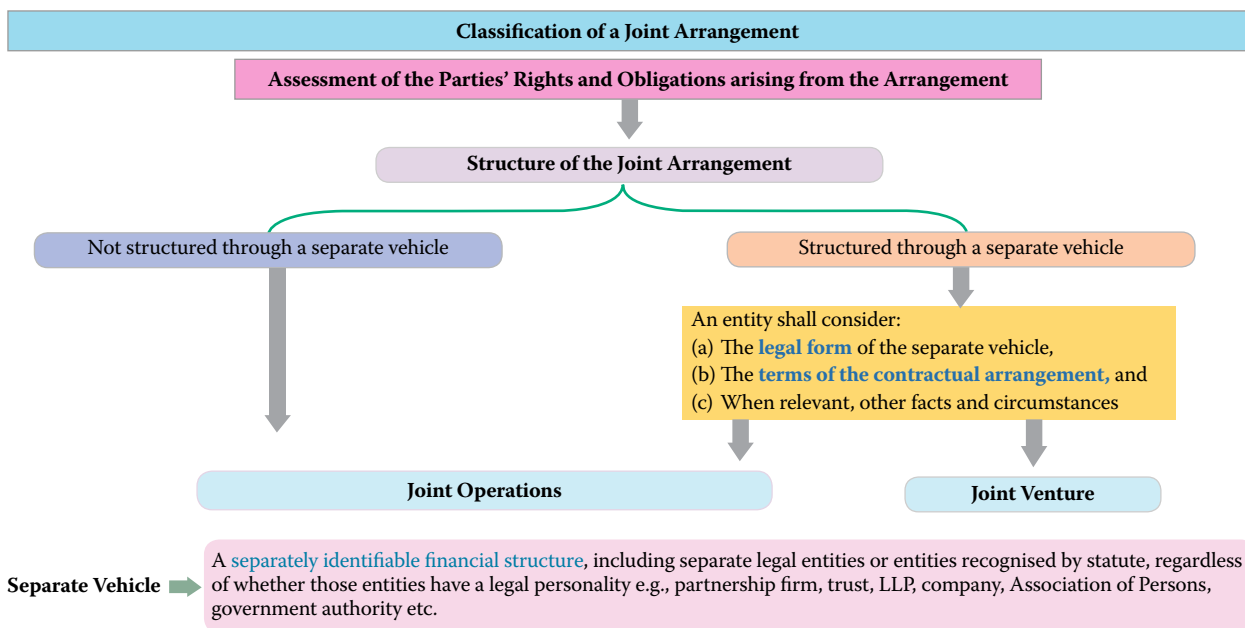 Classification of a Joint Arrangement
Assessment of the Parties’ Rights and Obligations arising from the Arrangement
Structure of the Joint Arrangement
Not structured through a separate vehicle
Structured through a separate vehicle
An entity shall consider:
(a) The legal form of the separate vehicle,
(b) The terms of the contractual arrangement, and
(c) When relevant, other facts and circumstances
Joint Operations
Joint Venture
Separate Vehicle
A separately identifiable financial structure, including separate legal entities or entities recognised by statute, regardless
of whether those entities have a legal personality e.g., partnership firm, trust, LLP, company, Association of Persons,
government authority etc.